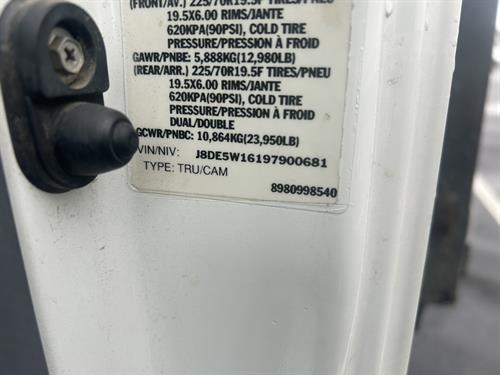 (FRONT/AV.) 225/70R19.5F TIRES/PNEU
19.5X6.00 RIMS/JANTE
620KPA(90PSI), COLD TIRE
PRESSURE/PRESSION À FROID
GAWR/PNBE: 5,888KG(12,980LB)
(REAR/ARR.) 225/70R19.5F TIRES/PNEU
19.5X6.00 RIMS/JANTE
620KPA(90PSI), COLD TIRE
PRESSURE/PRESSION À FROID
DUAL/DOUBLE
GCWR/PNBC: 10,864KG(23,950LB)
VIN/NIV: J8DE5W16197900681
TYPE: TRU/CAM
8980998540